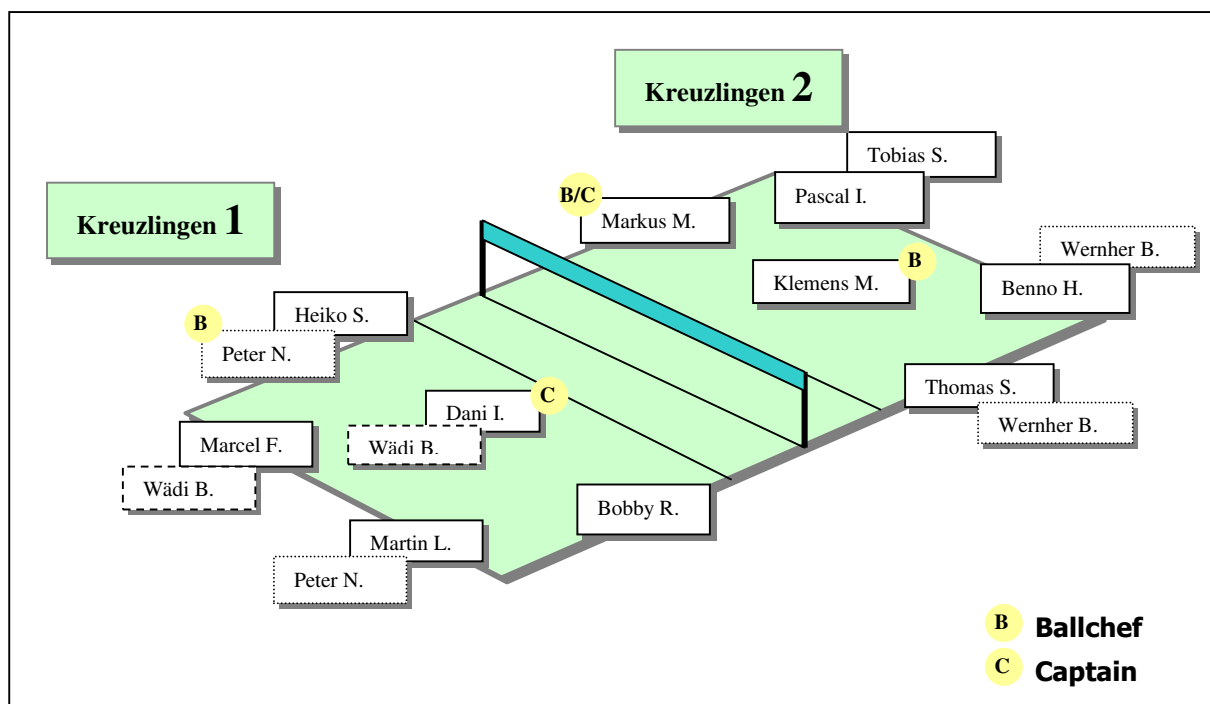 Kreuzlingen 2
Tobias S.
Pascal I.
B/C
Markus M.
Kreuzlingen 1
Wernher B.
B
Klemens M.
Benno H.
Heiko S.
B
Peter N.
Thomas S.
Wernher B.
C
Dani I.
Wädi B.
Marcel F.
Wädi B.
Bobby R.
Martin L.
Peter N.
B Ballchef
C Captain